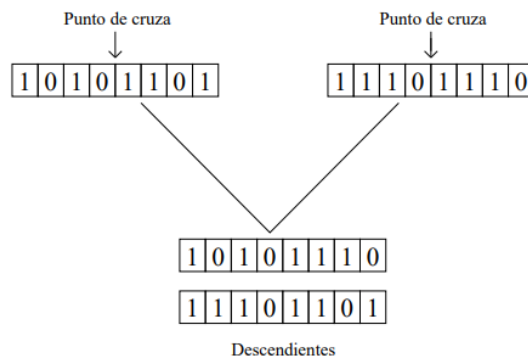 Punto de cruza
Punto de cruza
1 0 1 0 1 1 0 1
1 1 1 0 1 1 1 0
1 0 1 0 1 1 1 0
1 1 1 0 1 1 0 1
Descendientes